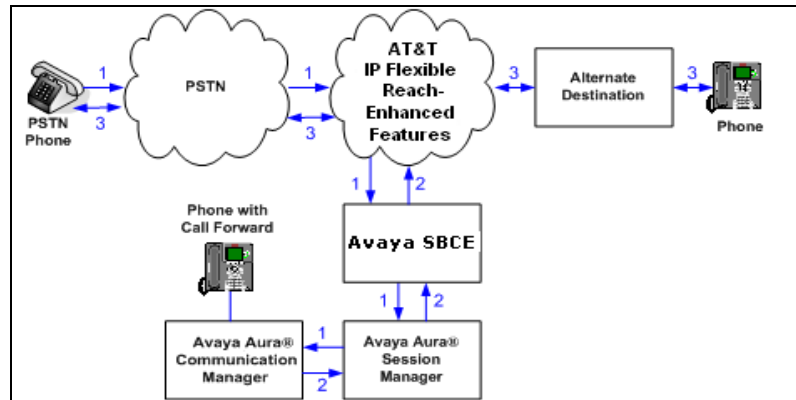 AT&T
IP Flexible
Reach-
Enhanced
Features
PSTN
Alternate
Destination
1
1
3
3
3
3
PSTN
Phone
Phone
1
2
Phone with
Call Forward
Avaya SBCE
1
2
Avaya Aura®
Communication
Manager
1
2
Avaya Aura®
Session
Manager